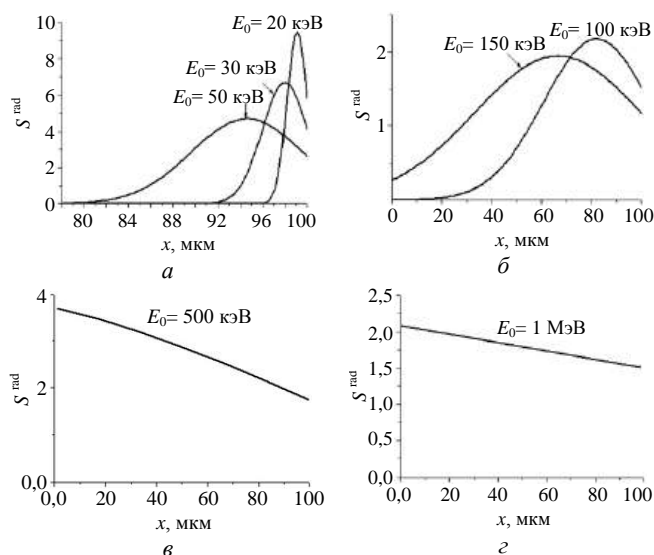 10
8
6
4
2
0
S rad
E₀= 20 кэВ
E₀= 30 кэВ
E₀= 50 кэВ
80 84 88 92 96 100
x, мкм
а
2
1
S rad
E₀= 100 кэВ
E₀= 150 кэВ
0 20 40 60 80 100
x, мкм
б
4
2
0,0
S rad
E₀= 500 кэВ
0,0 20 40 60 80 100
x, мкм
в
2,5
2,0
1,5
1,0
0,5
0,0
S rad
E₀= 1 МэВ
0,0 20 40 60 80 100
x, мкм
г